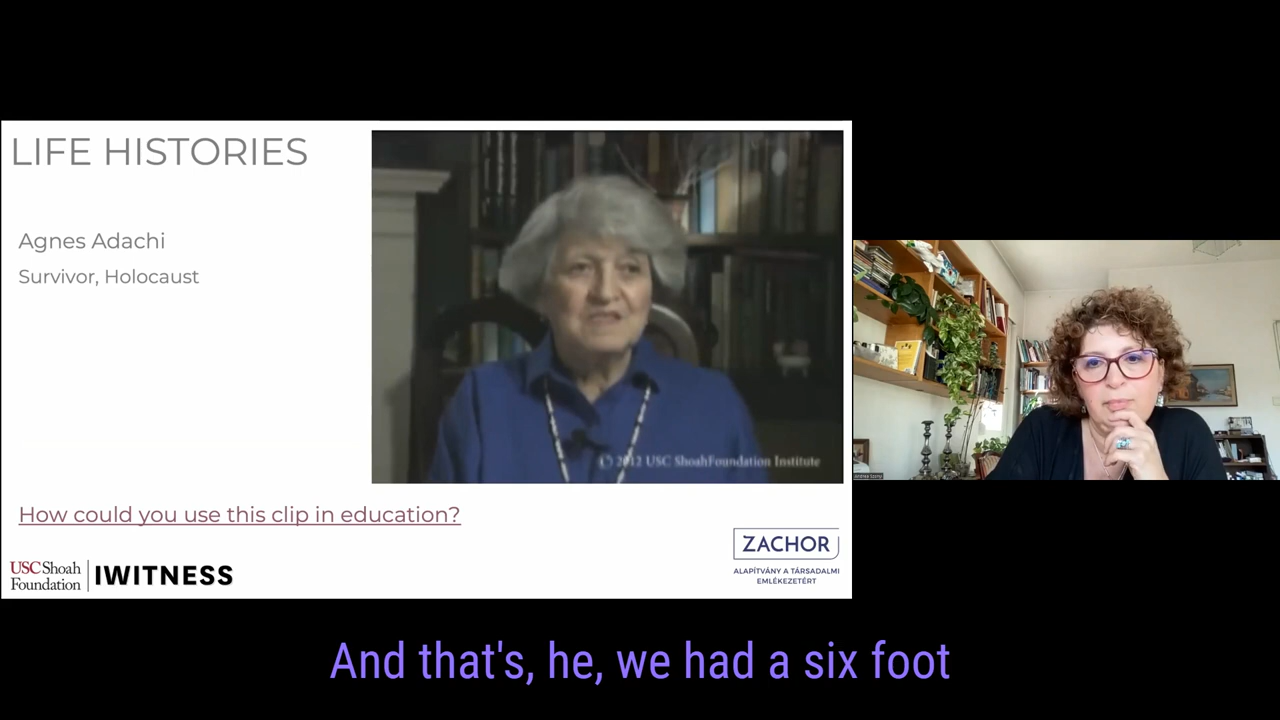 LIFE HISTORIES
Agnes Adachi
Survivor, Holocaust
© 2012 USC ShoahFoundation Institute
How could you use this clip in education?
USC Shoah
Foundation
IWITNESS
ZACHOR
ALAPÍTVÁNY A TÁRSADALMI
EMLÉKEZETÉRT
And that's, he, we had a six foot